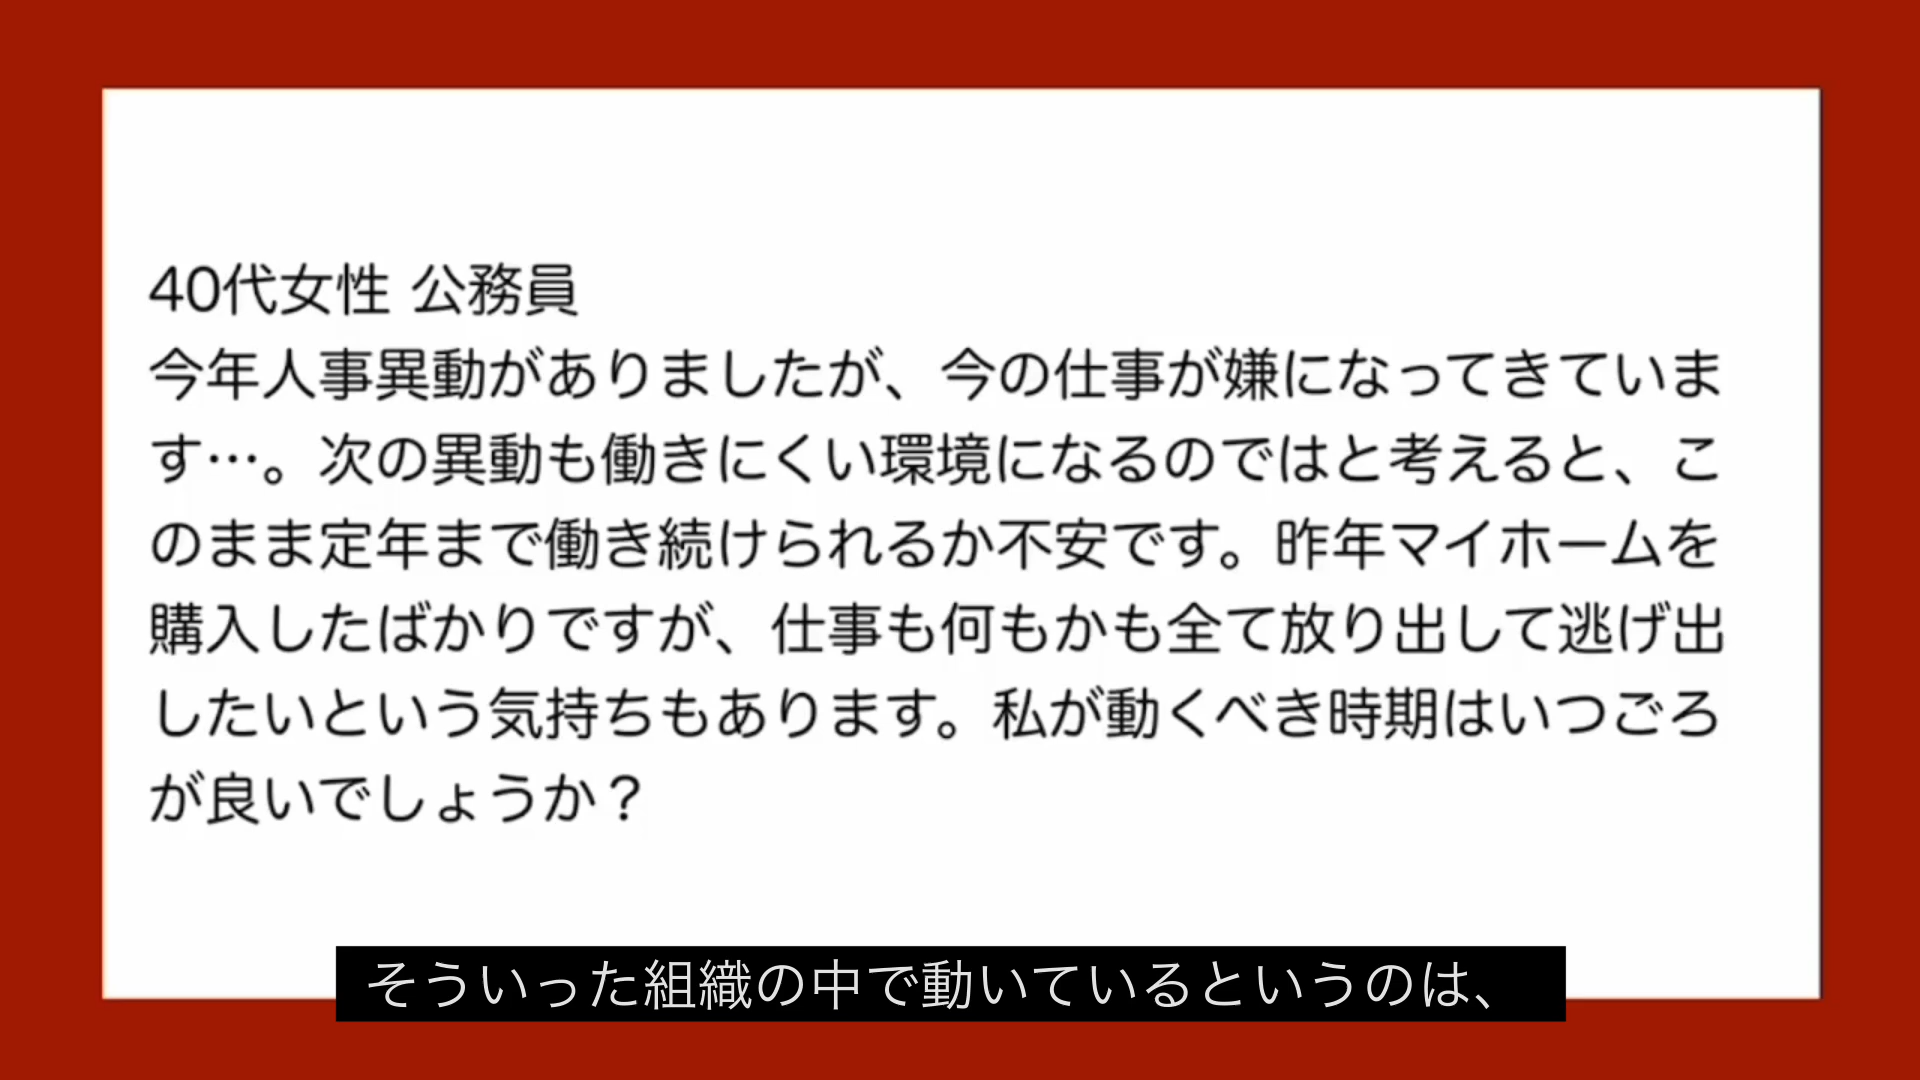 40代女性 公務員
今年人事異動がありましたが、今の仕事が嫌になってきていま
す…。次の異動も働きにくい環境になるのではと考えると、こ
のまま定年まで働き続けられるか不安です。昨年マイホームを
購入したばかりですが、仕事も何もかも全て放り出して逃げ出
したいという気持ちもあります。私が動くべき時期はいつごろ
が良いでしょうか？
そういった組織の中で動いているというのは、